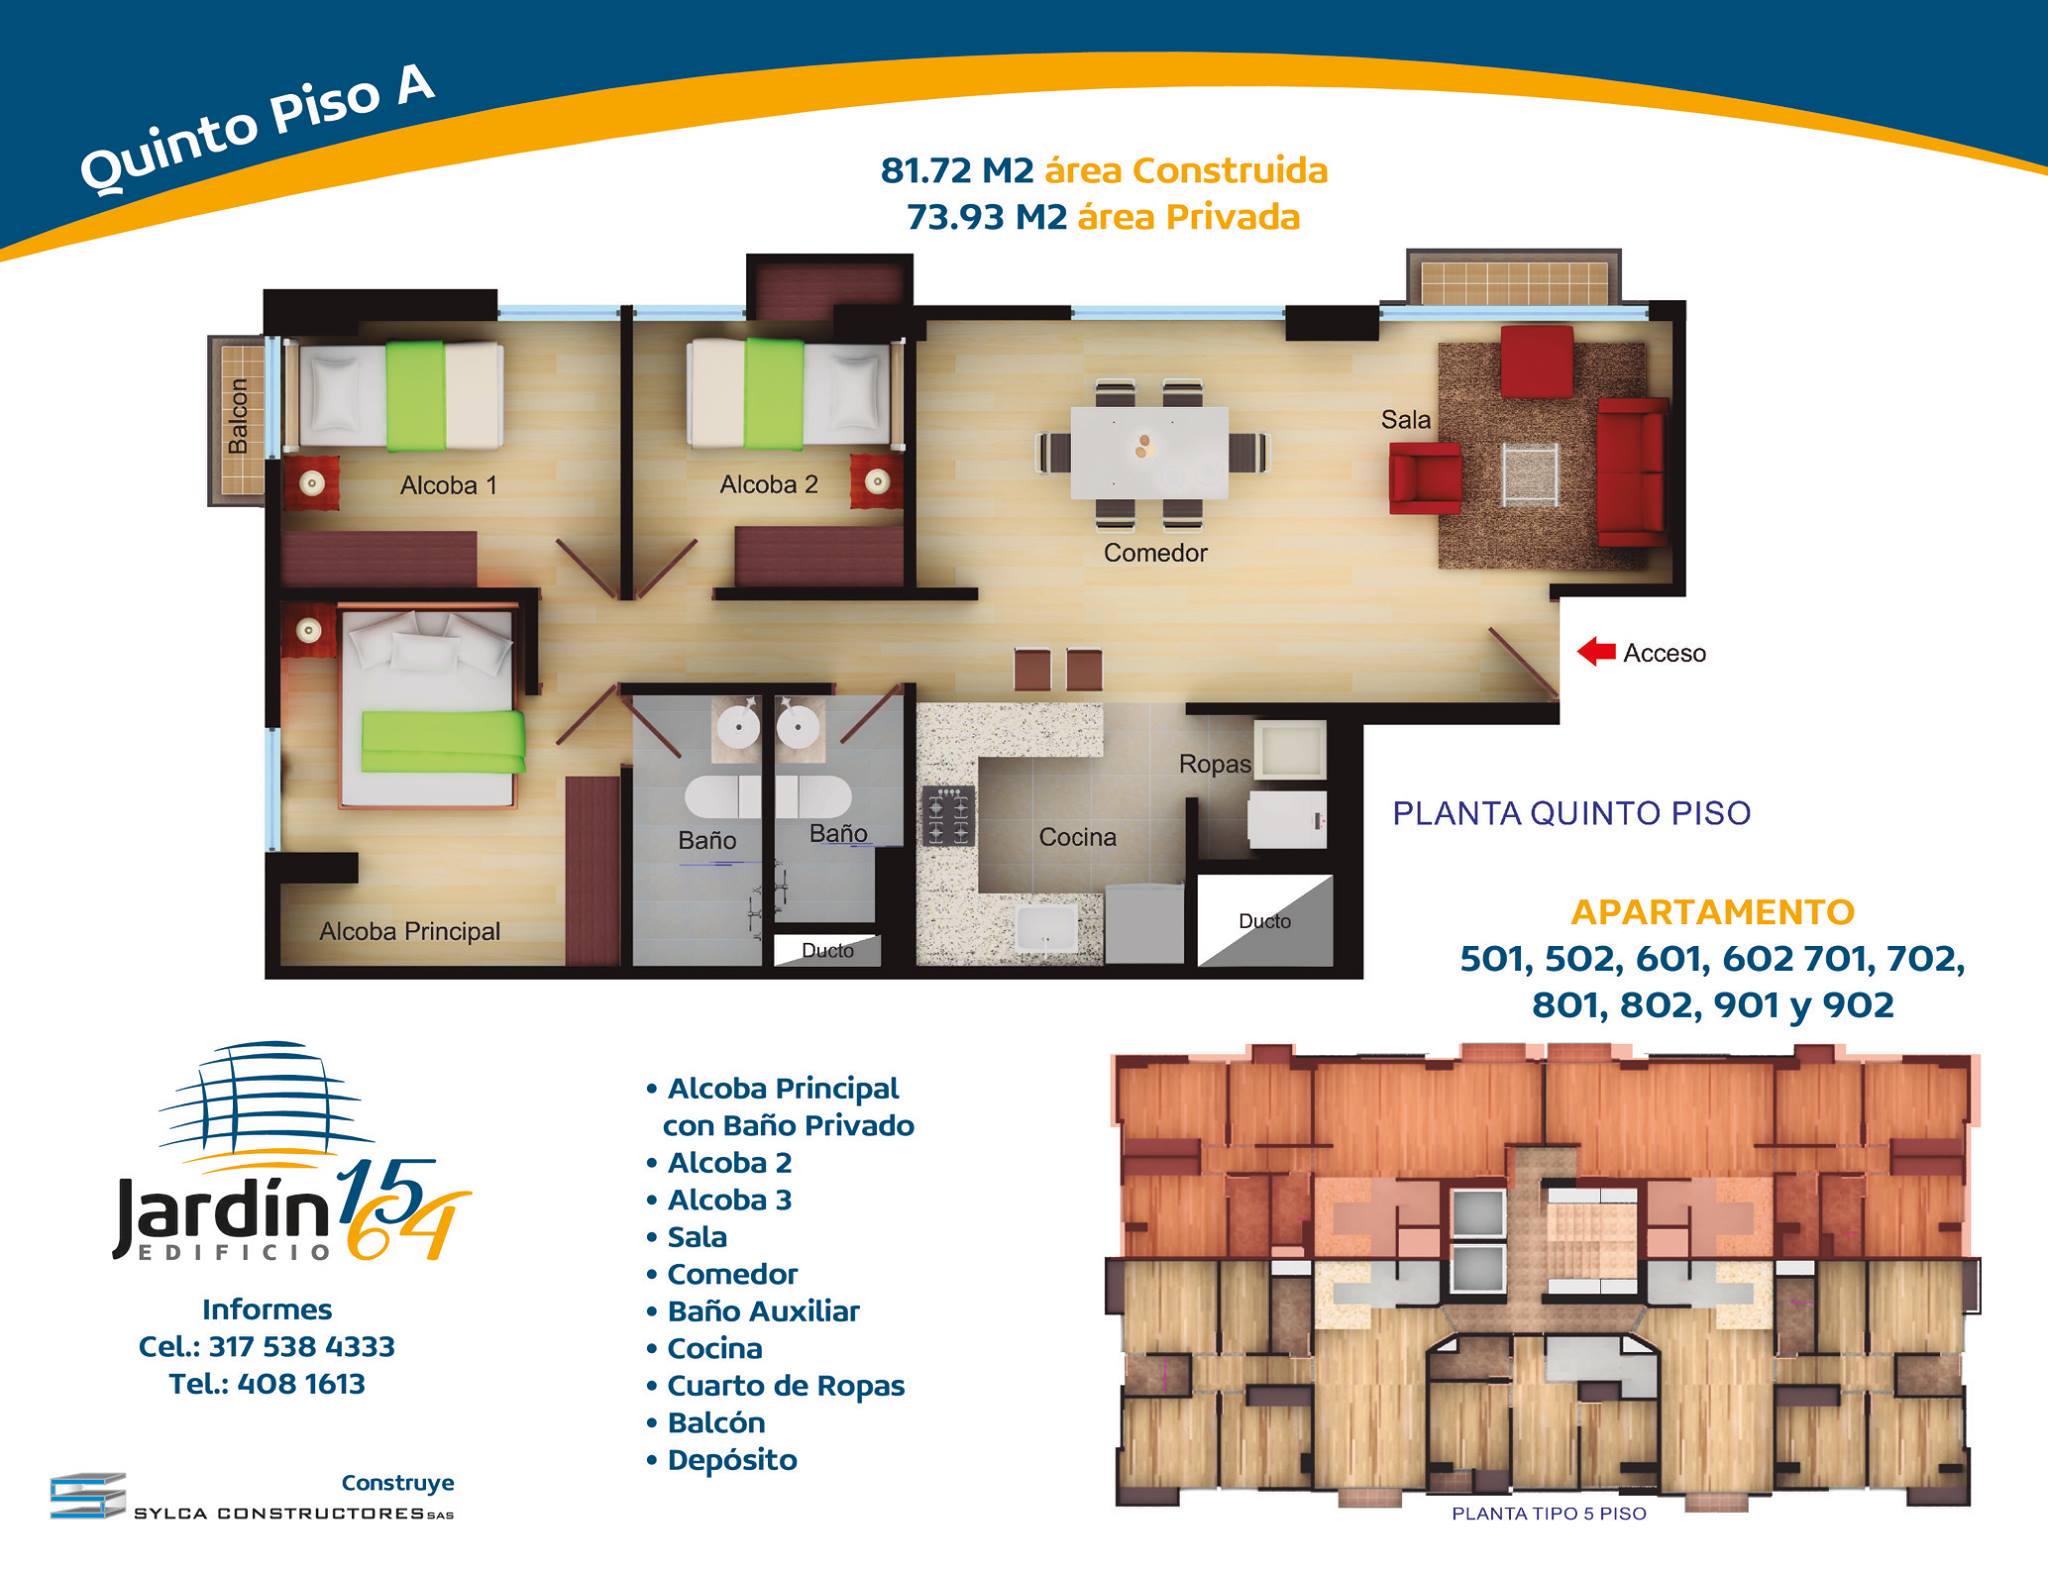 Quinto Piso A
81.72 M2 área Construida
73.93 M2 área Privada
Balcon
Alcoba 1
Alcoba 2
Sala
Comedor
Acceso
Ropas
Baño
Baño
Cocina
Alcoba Principal
Ducto
Ducto
PLANTA QUINTO PISO
APARTAMENTO
501, 502, 601, 602 701, 702,
801, 802, 901 y 902
Jardín 15
64
EDIFICIO
Informes
Cel.: 317 538 4333
Tel.: 408 1613
Construye
SYLCA CONSTRUCTORES SAS
• Alcoba Principal
con Baño Privado
• Alcoba 2
• Alcoba 3
• Sala
• Comedor
• Baño Auxiliar
• Cocina
• Cuarto de Ropas
• Balcón
• Depósito
PLANTA TIPO 5 PISO